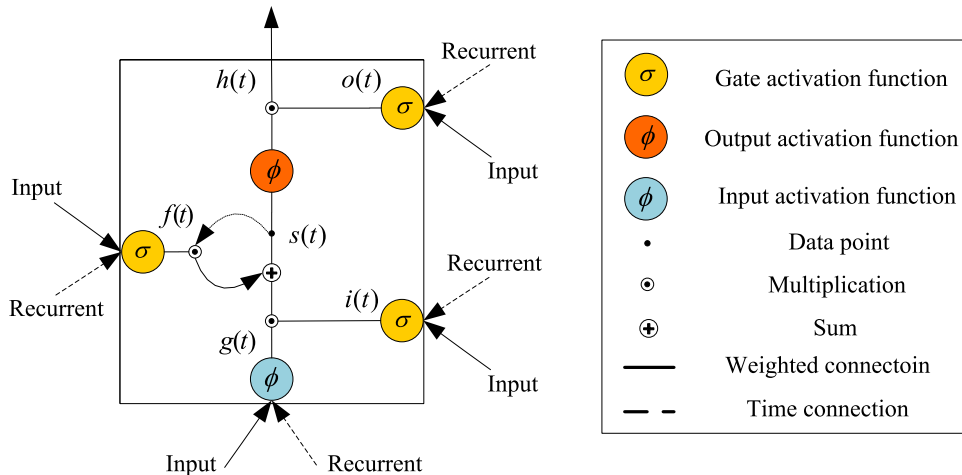 Recurrent
h(t)
o(t)
σ
Input
ϕ
Input
f(t)
s(t)
σ
Recurrent
Recurrent
i(t)
σ
g(t)
Input
ϕ
Input
Recurrent
σ Gate activation function
ϕ Output activation function
ϕ Input activation function
Data point
Multiplication
Sum
Weighted connectoin
Time connection